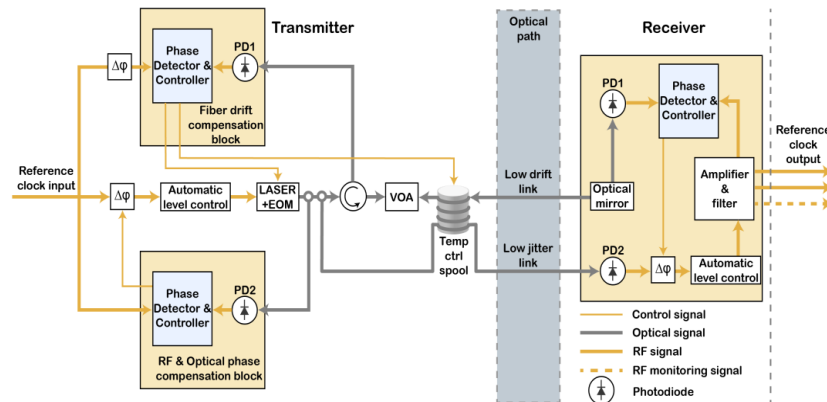 Transmitter
Optical
path
Receiver
Δφ
Phase
Detector &
Controller
PD1
Fiber drift
compensation
block
Reference
clock input
Δφ
Automatic
level control
LASER
+EOM
VOA
Temp
ctrl
spool
Low drift
link
Low jitter
link
Phase
Detector &
Controller
PD2
RF & Optical phase
compensation block
PD1
Phase
Detector &
Controller
Optical
mirror
Amplifier
&
filter
PD2
Δφ
Automatic
level control
Reference
clock
output
Control signal
Optical signal
RF signal
RF monitoring signal
Photodiode